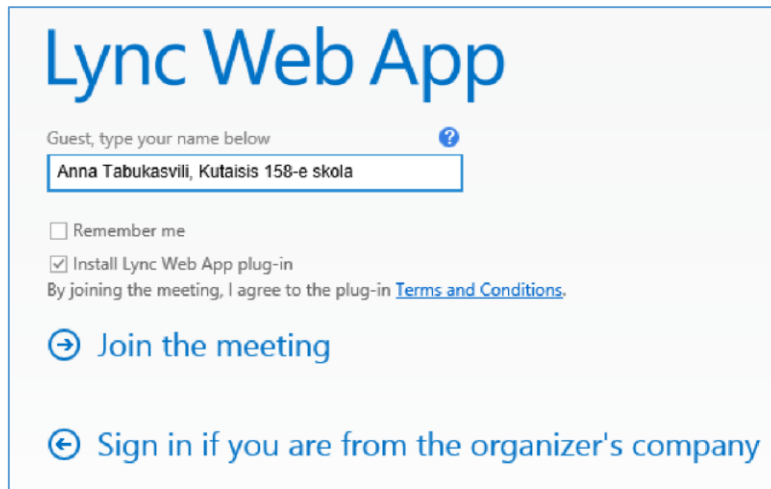 Lync Web App
Guest, type your name below
Anna Tabukasvili, Kutaisis 158-e skola
Remember me
Install Lync Web App plug-in
By joining the meeting, I agree to the plug-in Terms and Conditions.
Join the meeting
Sign in if you are from the organizer's company